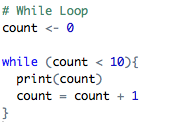 # While Loop
count <- 0

while (count < 10){
  print(count)
  count = count + 1
}